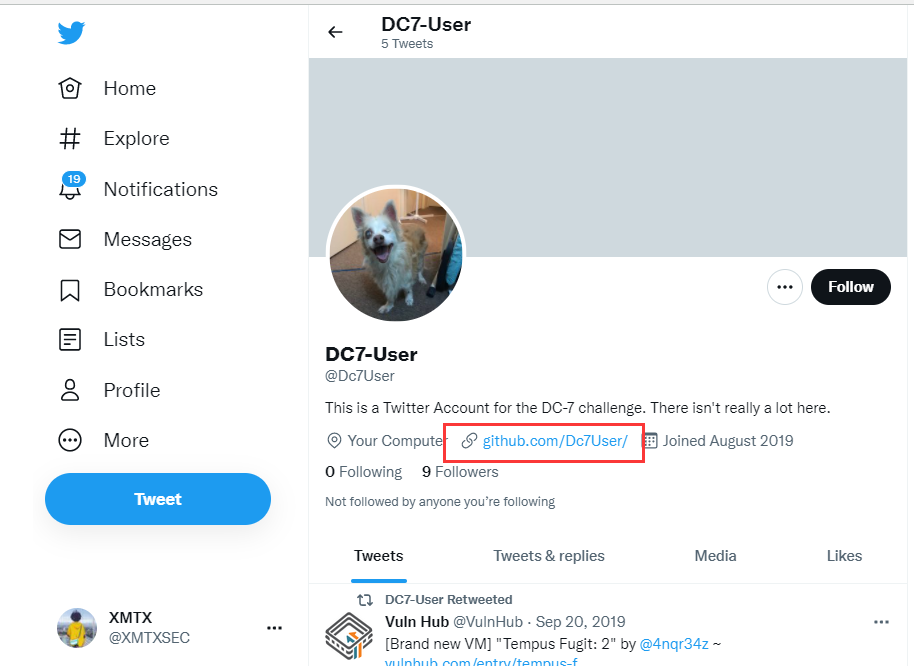 DC7-User
5 Tweets
Home
Explore
19
Notifications
Messages
Bookmarks
Lists
Profile
More
Tweet
XMTX
@XMTXSEC
Follow
DC7-User
@Dc7User
This is a Twitter Account for the DC-7 challenge. There isn't really a lot here.
Your Computer github.com/Dc7User/ Joined August 2019
0 Following 9 Followers
Not followed by anyone you're following
Tweets Tweets & replies Media Likes
DC7-User Retweeted
Vuln Hub @VulnHub · Sep 20, 2019
[Brand new VM] "Tempus Fugit: 2" by @4nqr34z ~
vulnhub.com/entry/tempus-f